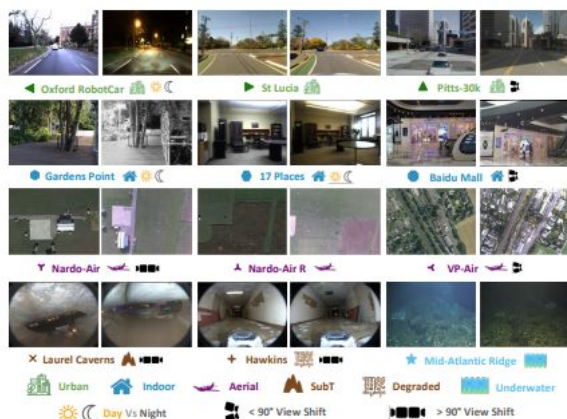 Oxford RobotCar St Lucia Pitts-30k
Gardens Point 17 Places Baidu Mall
Nardo-Air Nardo-Air R VP-Air
Laurel Caverns Hawkins Mid-Atlantic Ridge
Urban Indoor Aerial SubT Degraded Underwater
Day Vs Night < 90° View Shift > 90° View Shift